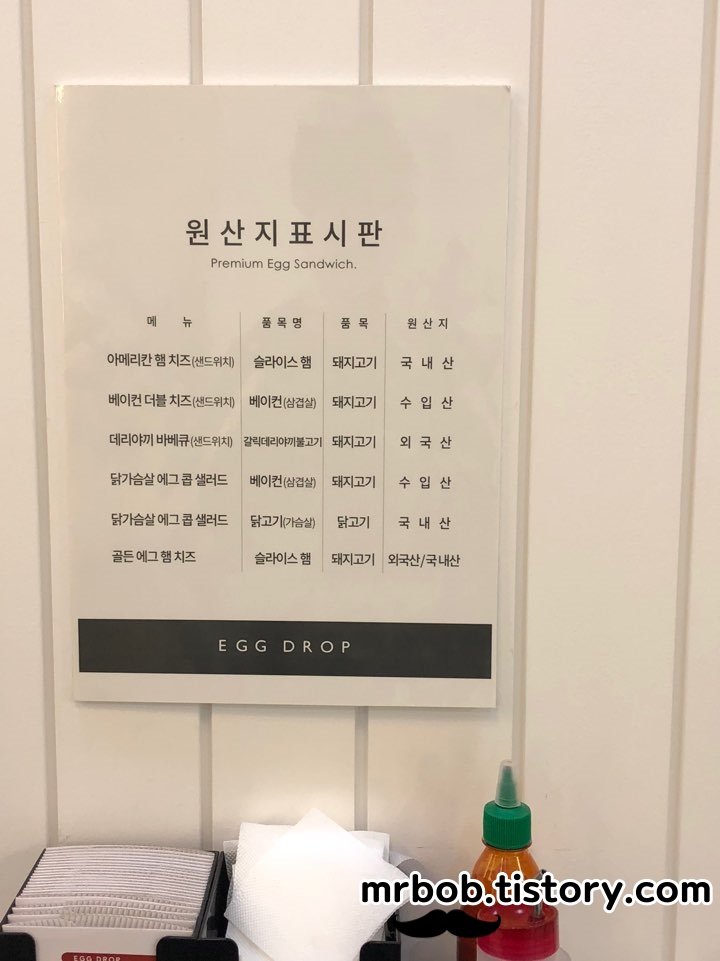 원산지표시판
Premium Egg Sandwich.
메 뉴 품목명 품 목 원산지
아메리칸 햄 치즈(샌드위치) 슬라이스 햄 돼지고기 국 내 산
베이컨 더블 치즈(샌드위치) 베이컨(삼겹살) 돼지고기 수 입 산
데리야끼 바베큐(샌드위치) 갈릭데리야끼불고기 돼지고기 외 국 산
닭가슴살 에그 콥 샐러드 베이컨(삼겹살) 돼지고기 수 입 산
닭가슴살 에그 콥 샐러드 닭고기(가슴살) 닭고기 국 내 산
골든 에그 햄 치즈 슬라이스 햄 돼지고기 외국산/국내산
EGG DROP
mrbob.tistory.com
EGG DROP